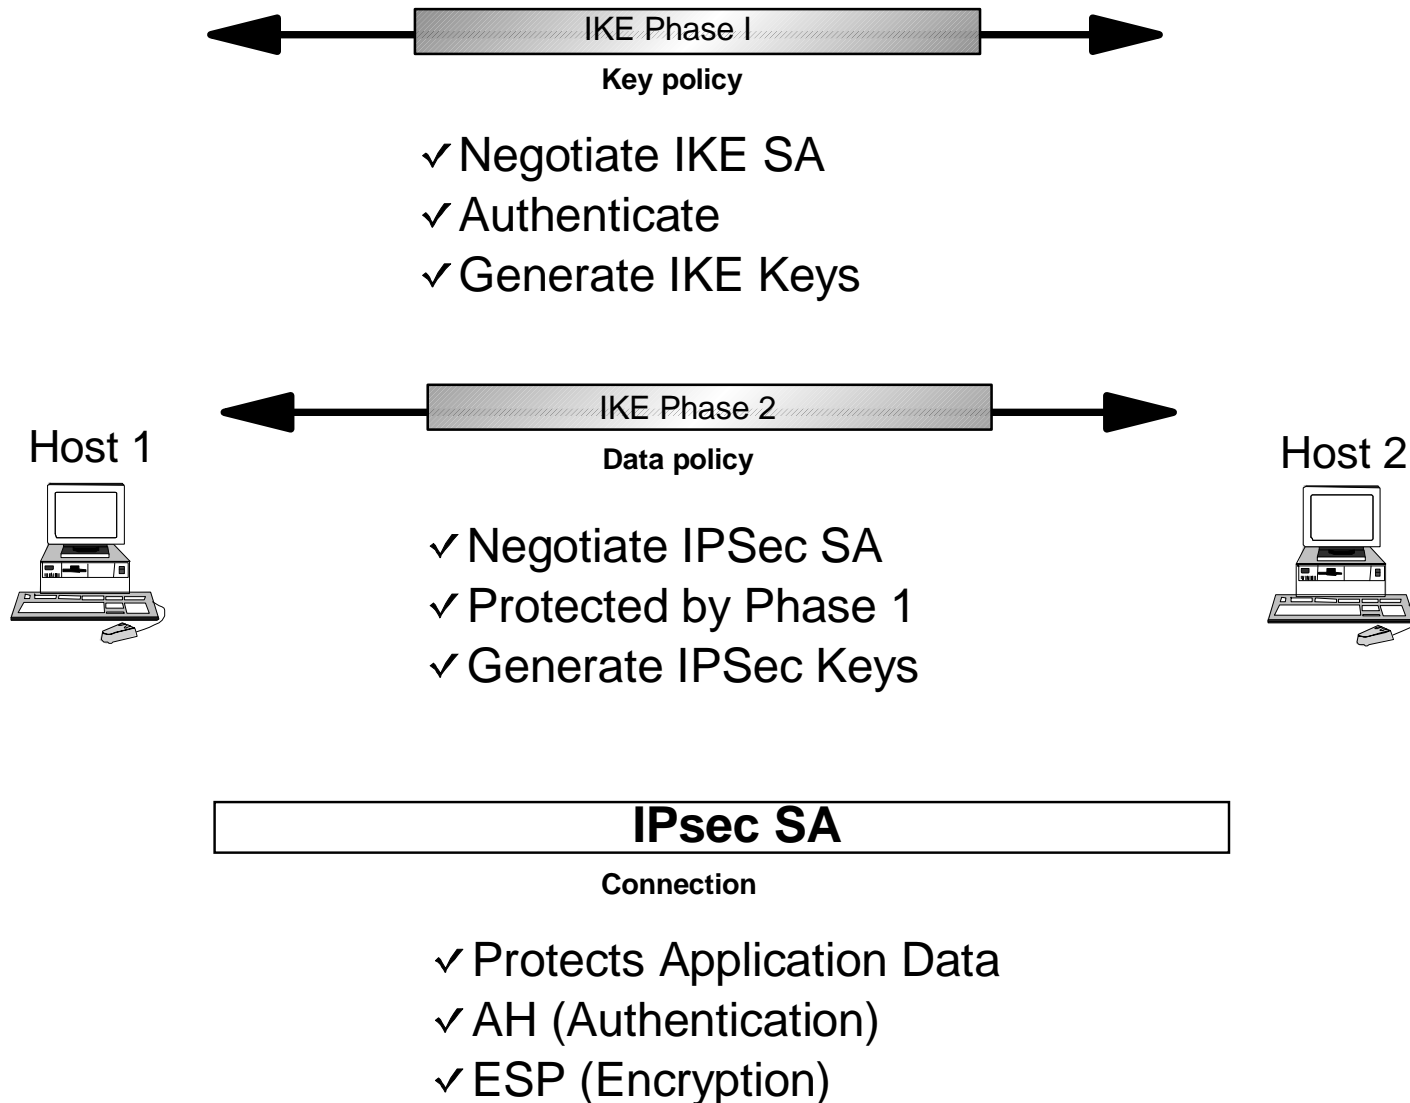 IKE Phase I
Key policy
✓ Negotiate IKE SA
✓ Authenticate
✓ Generate IKE Keys
IKE Phase 2
Data policy
Host 1
Host 2
✓ Negotiate IPSec SA
✓ Protected by Phase 1
✓ Generate IPSec Keys
IPsec SA
Connection
✓ Protects Application Data
✓ AH (Authentication)
✓ ESP (Encryption)